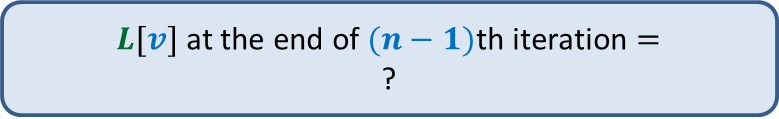 L[v] at the end of (n − 1)th iteration =
?